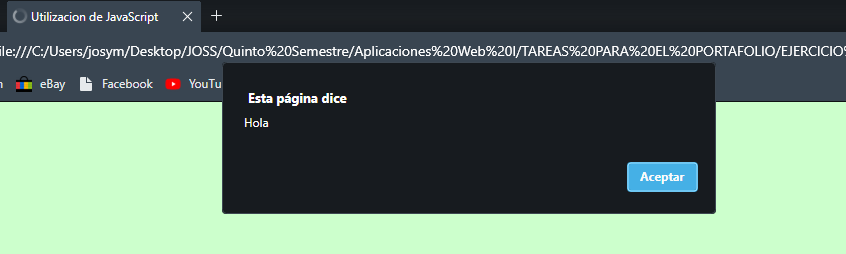 Utilizacion de JavaScript
ile:///C:/Users/josym/Desktop/JOSS/Quinto%20Semestre/Aplicaciones%20Web%20I/TAREAS%20PARA%20EL%20PORTAFOLIO/EJERCICIO%
n eBay Facebook YouTu
Esta página dice
Hola
Aceptar